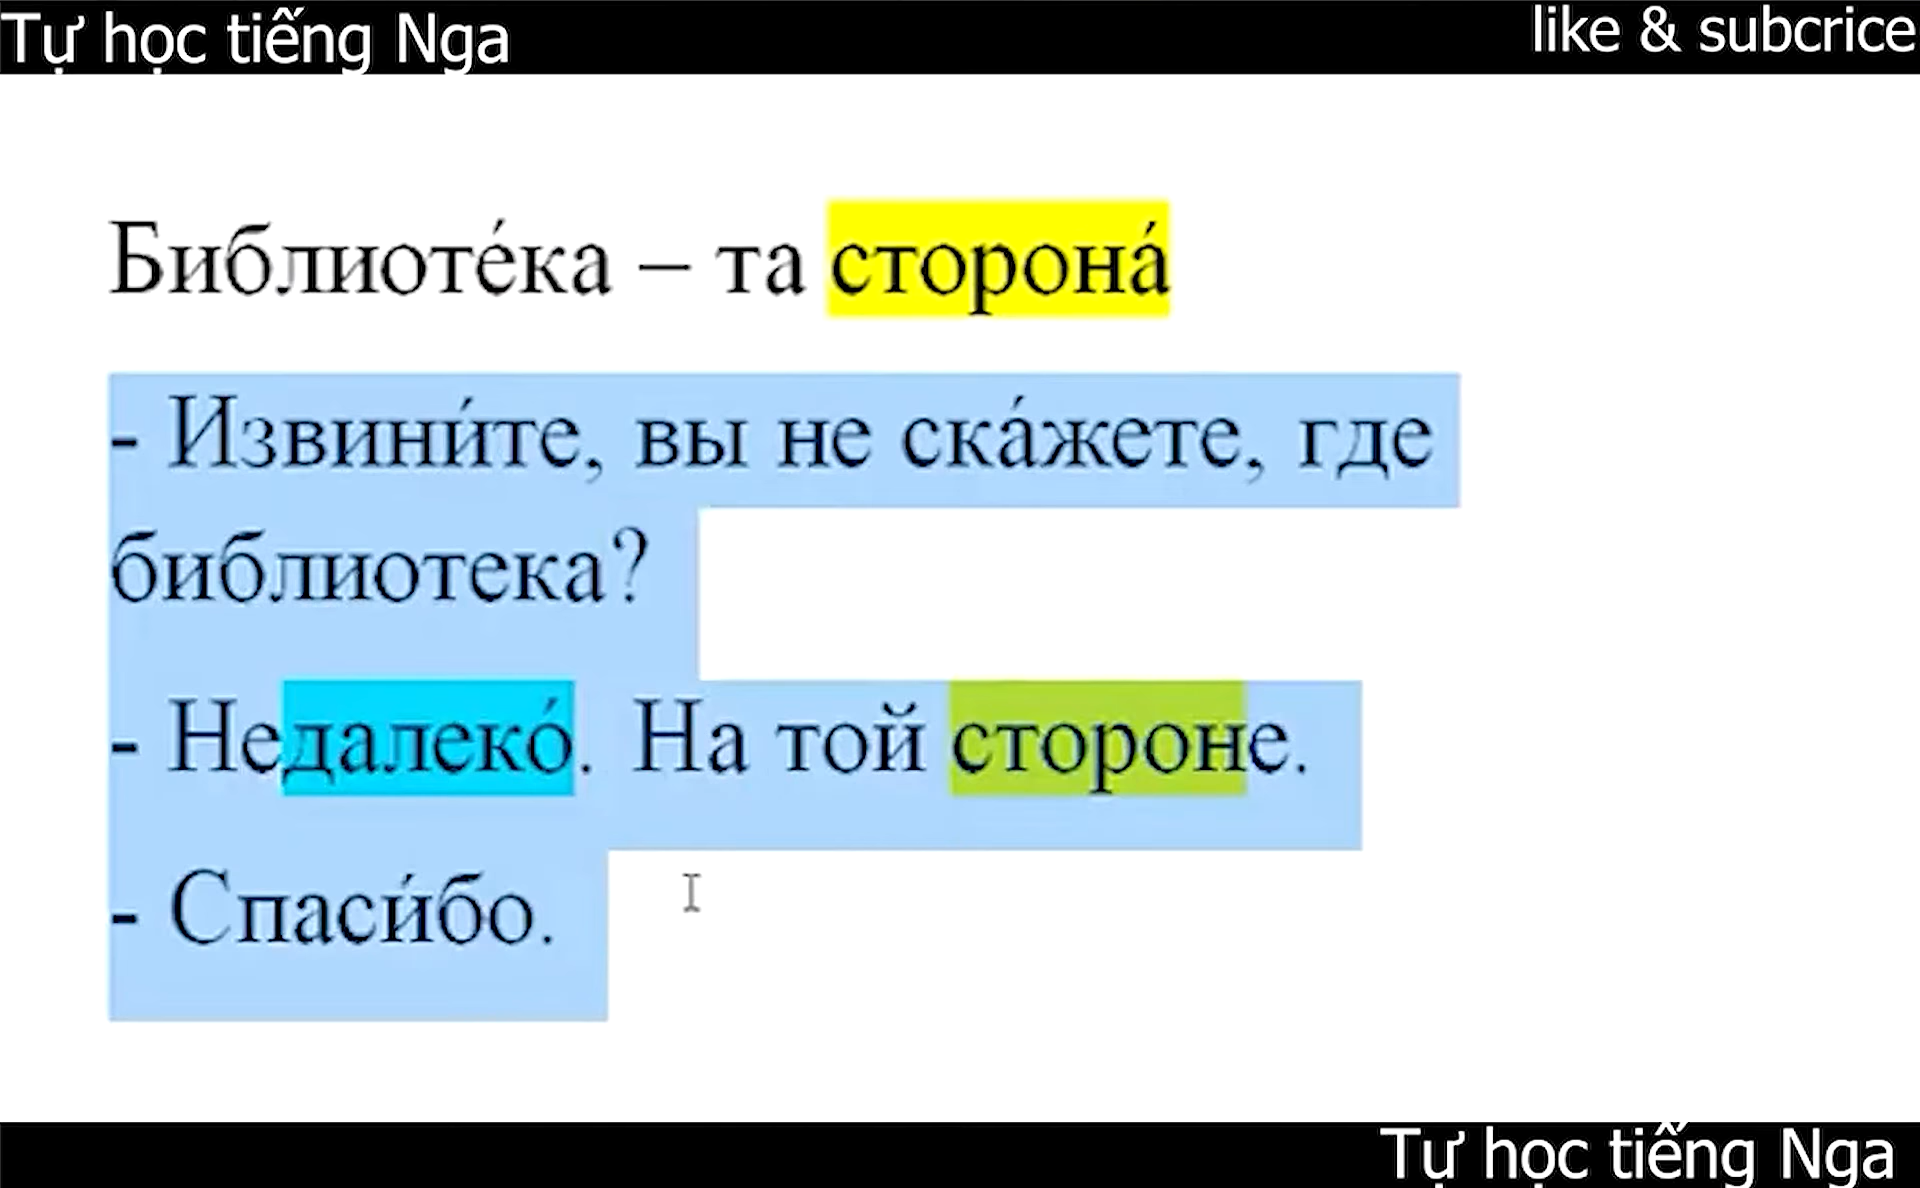 Tự học tiếng Nga
like & subcrice
Библиоте́ка – та сторона́
- Извини́те, вы не ска́жете, где
библиотека?
- Недалеко́. На той стороне.
- Спаси́бо.
Tự học tiếng Nga